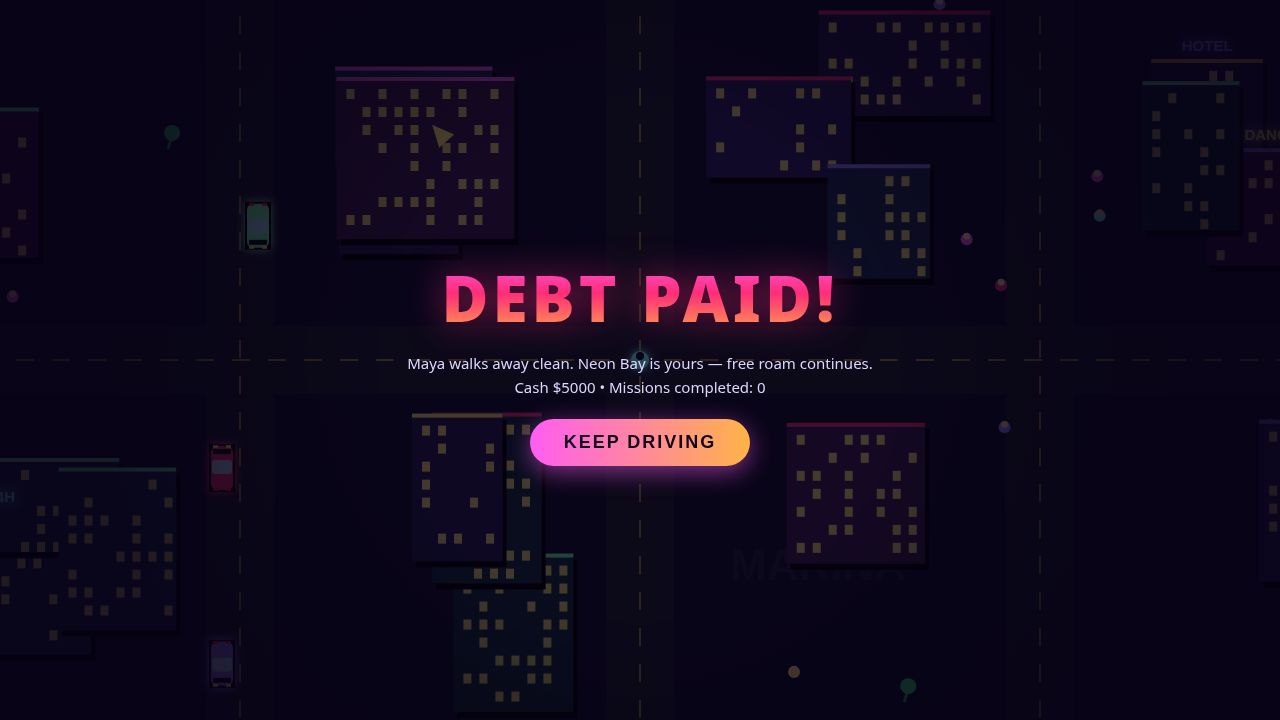 HOTEL
DEBT PAID!
Maya walks away clean. Neon Bay is yours — free roam continues.
Cash $5000 • Missions completed: 0
KEEP DRIVING
MARINA